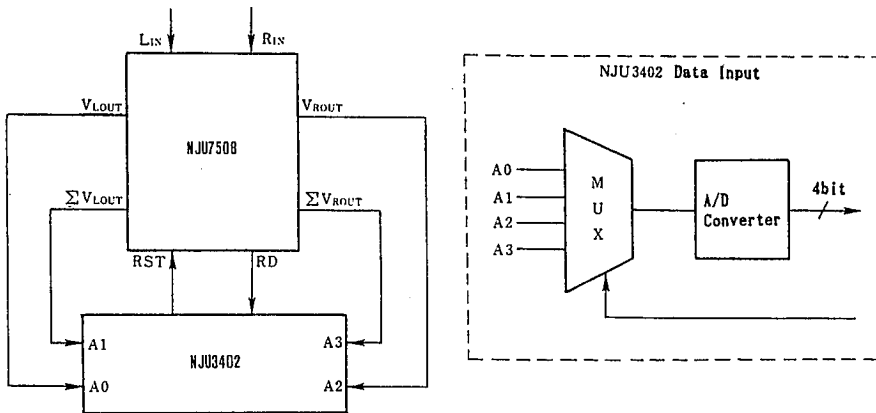 LIN
RIN
VLOUT
VROUT
NJU7508
ΣVLOUT
ΣVROUT
RST
RD
A1
A3
NJU3402
A0
A2
NJU3402 Data Input
A0
A1
A2
A3
M
U
X
A/D
Converter
4bit